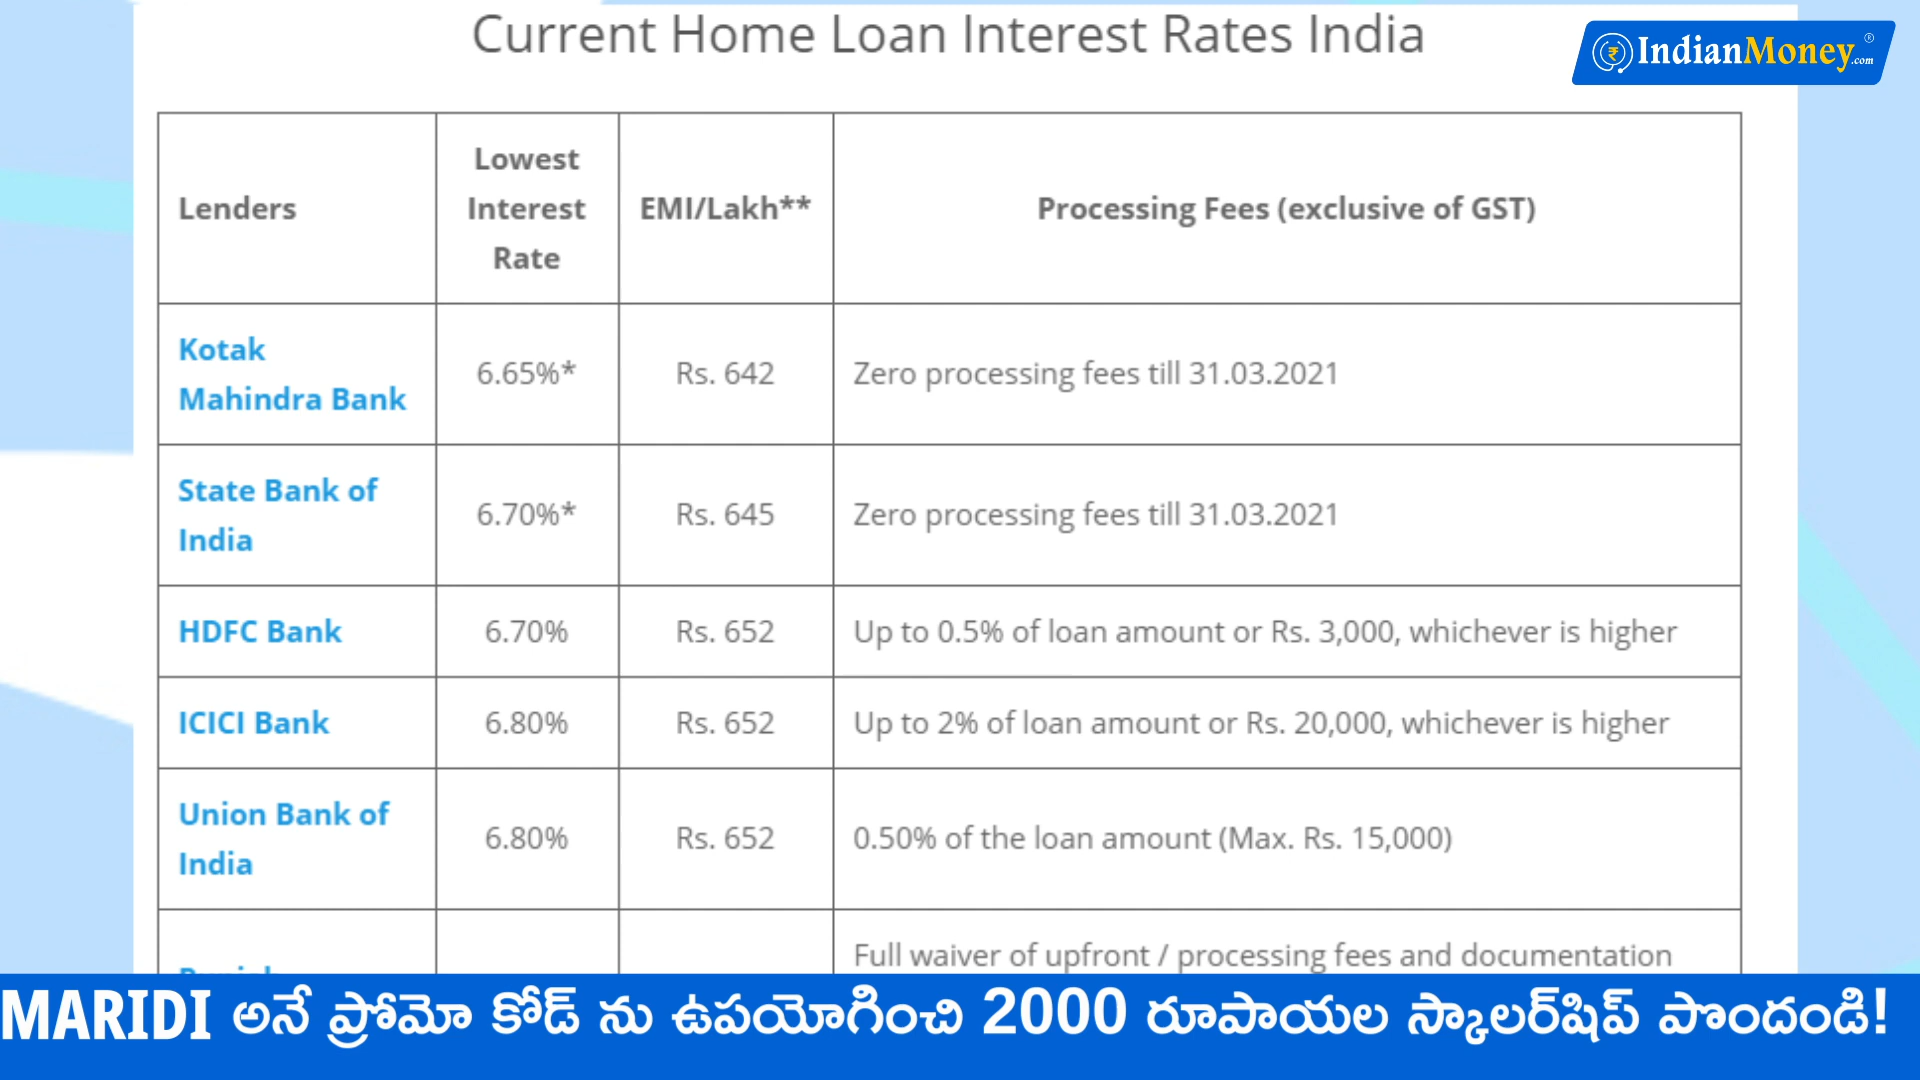 Current Home Loan Interest Rates India
IndianMoney.com®
Lenders
Lowest
Interest
Rate
EMI/Lakh**
Processing Fees (exclusive of GST)
Kotak
Mahindra Bank
6.65%*
Rs. 642
Zero processing fees till 31.03.2021
State Bank of
India
6.70%*
Rs. 645
Zero processing fees till 31.03.2021
HDFC Bank
6.70%
Rs. 652
Up to 0.5% of loan amount or Rs. 3,000, whichever is higher
ICICI Bank
6.80%
Rs. 652
Up to 2% of loan amount or Rs. 20,000, whichever is higher
Union Bank of
India
6.80%
Rs. 652
0.50% of the loan amount (Max. Rs. 15,000)
Full waiver of upfront / processing fees and documentation
MARIDI అనే ప్రోమో కోడ్ ను ఉపయోగించి 2000 రూపాయల స్కాలర్‌షిప్ పొందండి!